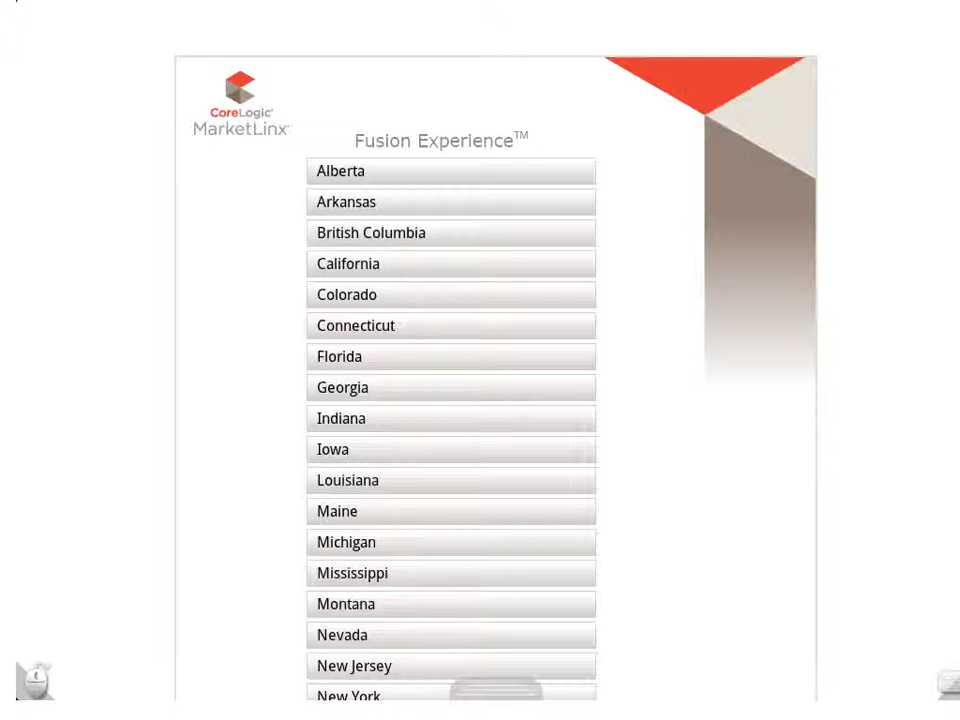 CoreLogic
MarketLinx
Fusion Experience™
Alberta
Arkansas
British Columbia
California
Colorado
Connecticut
Florida
Georgia
Indiana
Iowa
Louisiana
Maine
Michigan
Mississippi
Montana
Nevada
New Jersey
New York